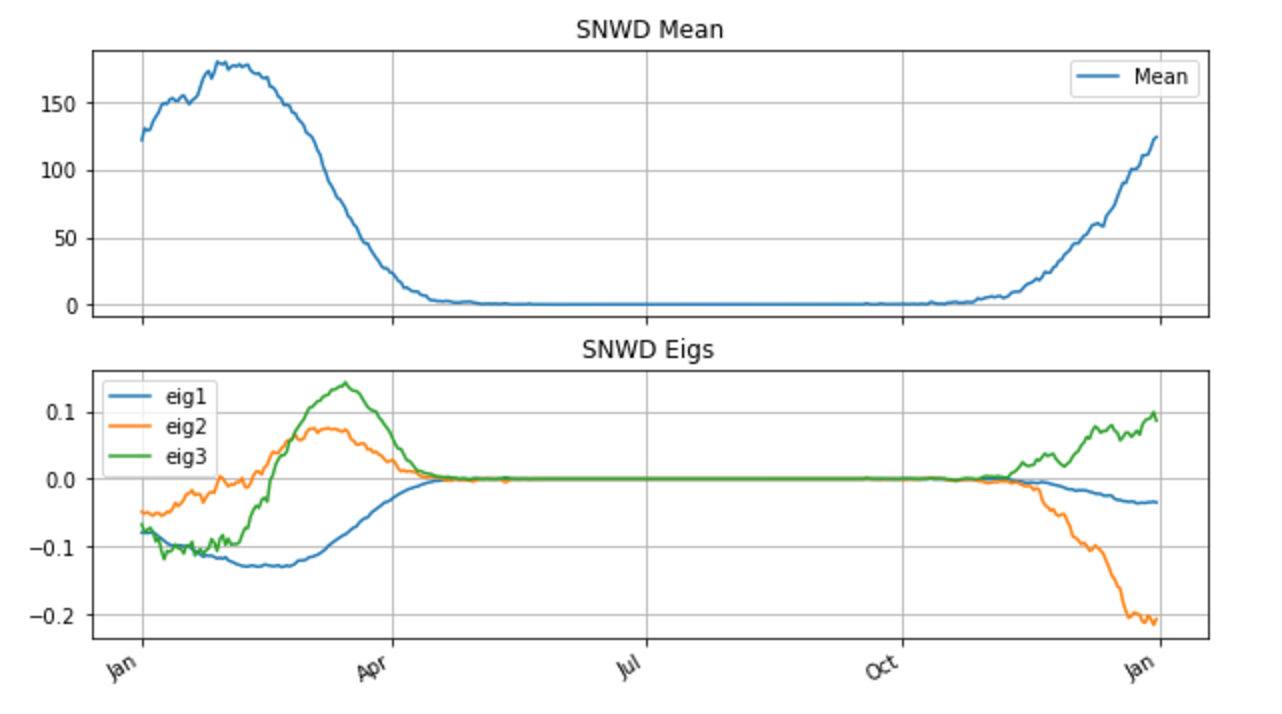 SNWD Mean
Mean
150
100
50
0
SNWD Eigs
eig1
eig2
eig3
0.1
0.0
−0.1
−0.2
Jan
Apr
Jul
Oct
Jan